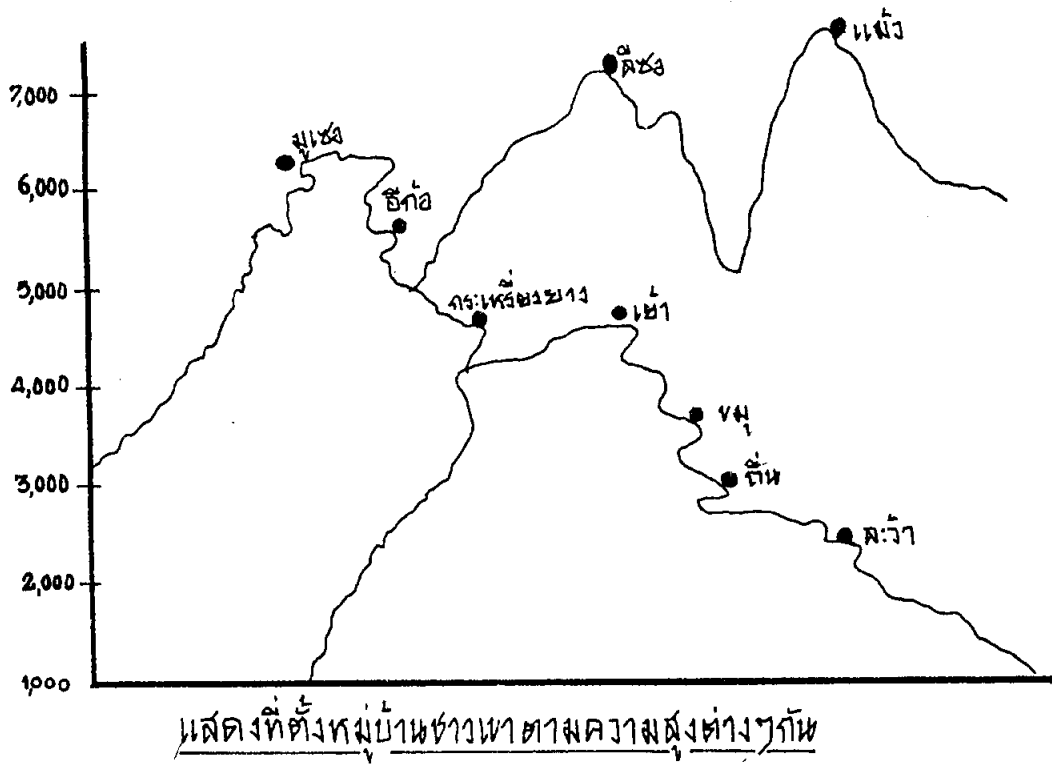 แม้ว
ลีซอ
7,000
มูเซอ
6,000
อีก้อ
5,000
กระเหรี่ยงยาง
เย้า
4,000
ขมุ
3,000
ถิ่น
ละว้า
2,000
1,000
แสดงที่ตั้งหมู่บ้านชาวเขาตามความสูงต่างๆกัน